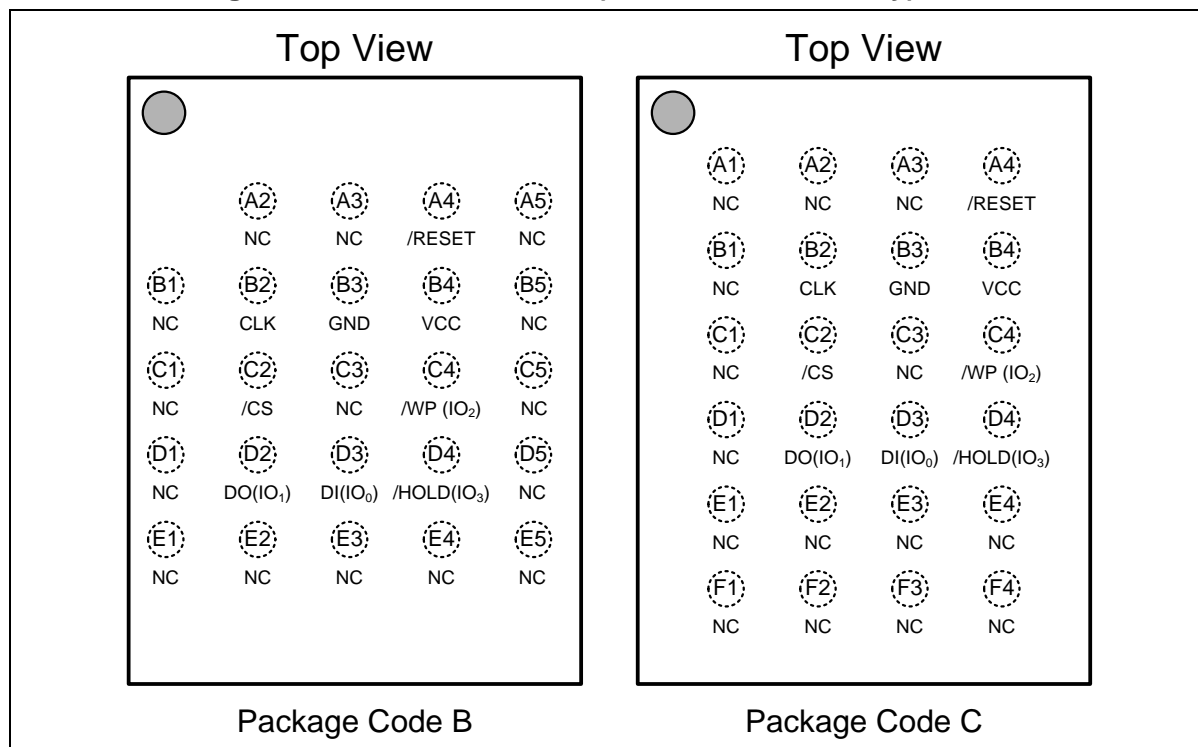 Top View
A2 A3 A4 A5
NC NC /RESET NC
B1 B2 B3 B4 B5
NC CLK GND VCC NC
C1 C2 C3 C4 C5
NC /CS NC /WP (IO₂) NC
D1 D2 D3 D4 D5
NC DO(IO₁) DI(IO₀) /HOLD(IO₃) NC
E1 E2 E3 E4 E5
NC NC NC NC NC
Package Code B
Top View
A1 A2 A3 A4
NC NC NC /RESET
B1 B2 B3 B4
NC CLK GND VCC
C1 C2 C3 C4
NC /CS NC /WP (IO₂)
D1 D2 D3 D4
NC DO(IO₁) DI(IO₀) /HOLD(IO₃)
E1 E2 E3 E4
NC NC NC NC
F1 F2 F3 F4
NC NC NC NC
Package Code C